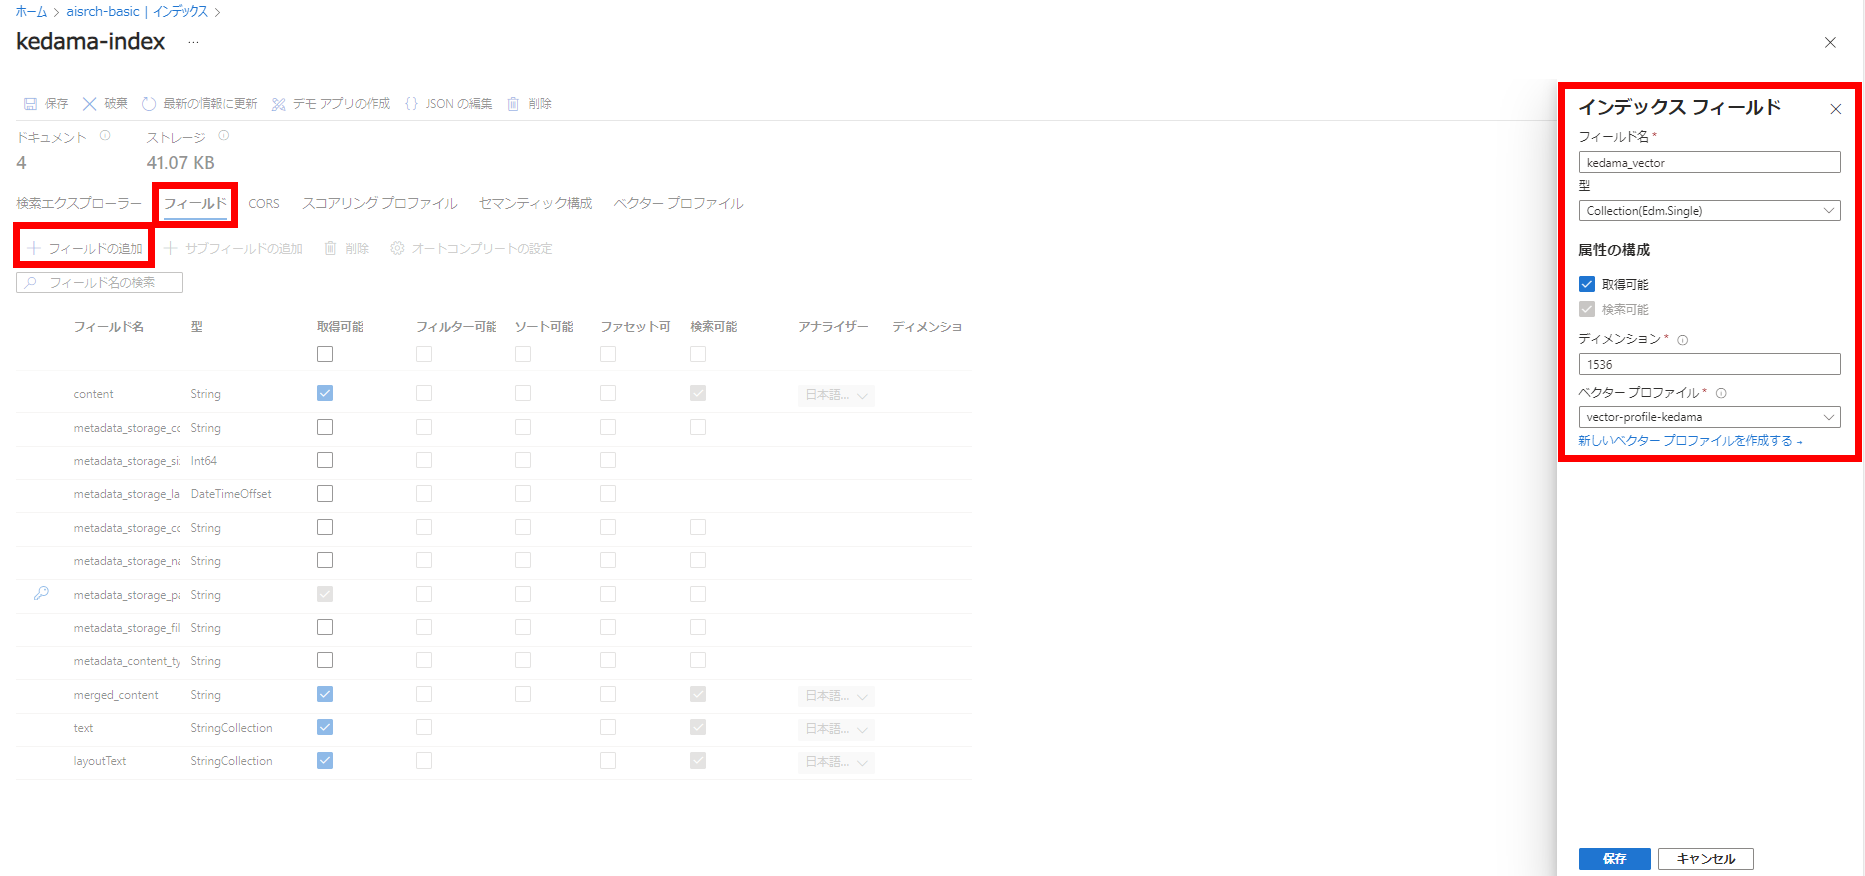 ホーム > aisrch-basic | インデックス >
kedama-index ...
保存 破棄 最新の情報に更新 デモ アプリの作成 {} JSON の編集 削除
ドキュメント ストレージ
4 41.07 KB
検索エクスプローラー フィールド CORS スコアリング プロファイル セマンティック構成 ベクター プロファイル
フィールドの追加 サブフィールドの追加 削除 オートコンプリートの設定
フィールド名の検索
フィールド名 型 取得可能 フィルター可能 ソート可能 ファセット可 検索可能 アナライザー ディメンショ
content String 日本語...
metadata_storage_cc String
metadata_storage_si Int64
metadata_storage_la DateTimeOffset
metadata_storage_cc String
metadata_storage_na String
metadata_storage_pa String
metadata_storage_fil String
metadata_content_ty String
merged_content String 日本語...
text StringCollection 日本語...
layoutText StringCollection 日本語...
インデックス フィールド
フィールド名 *
kedama_vector
型
Collection(Edm.Single)
属性の構成
取得可能
検索可能
ディメンション *
1536
ベクター プロファイル *
vector-profile-kedama
新しいベクター プロファイルを作成する →
保存 キャンセル